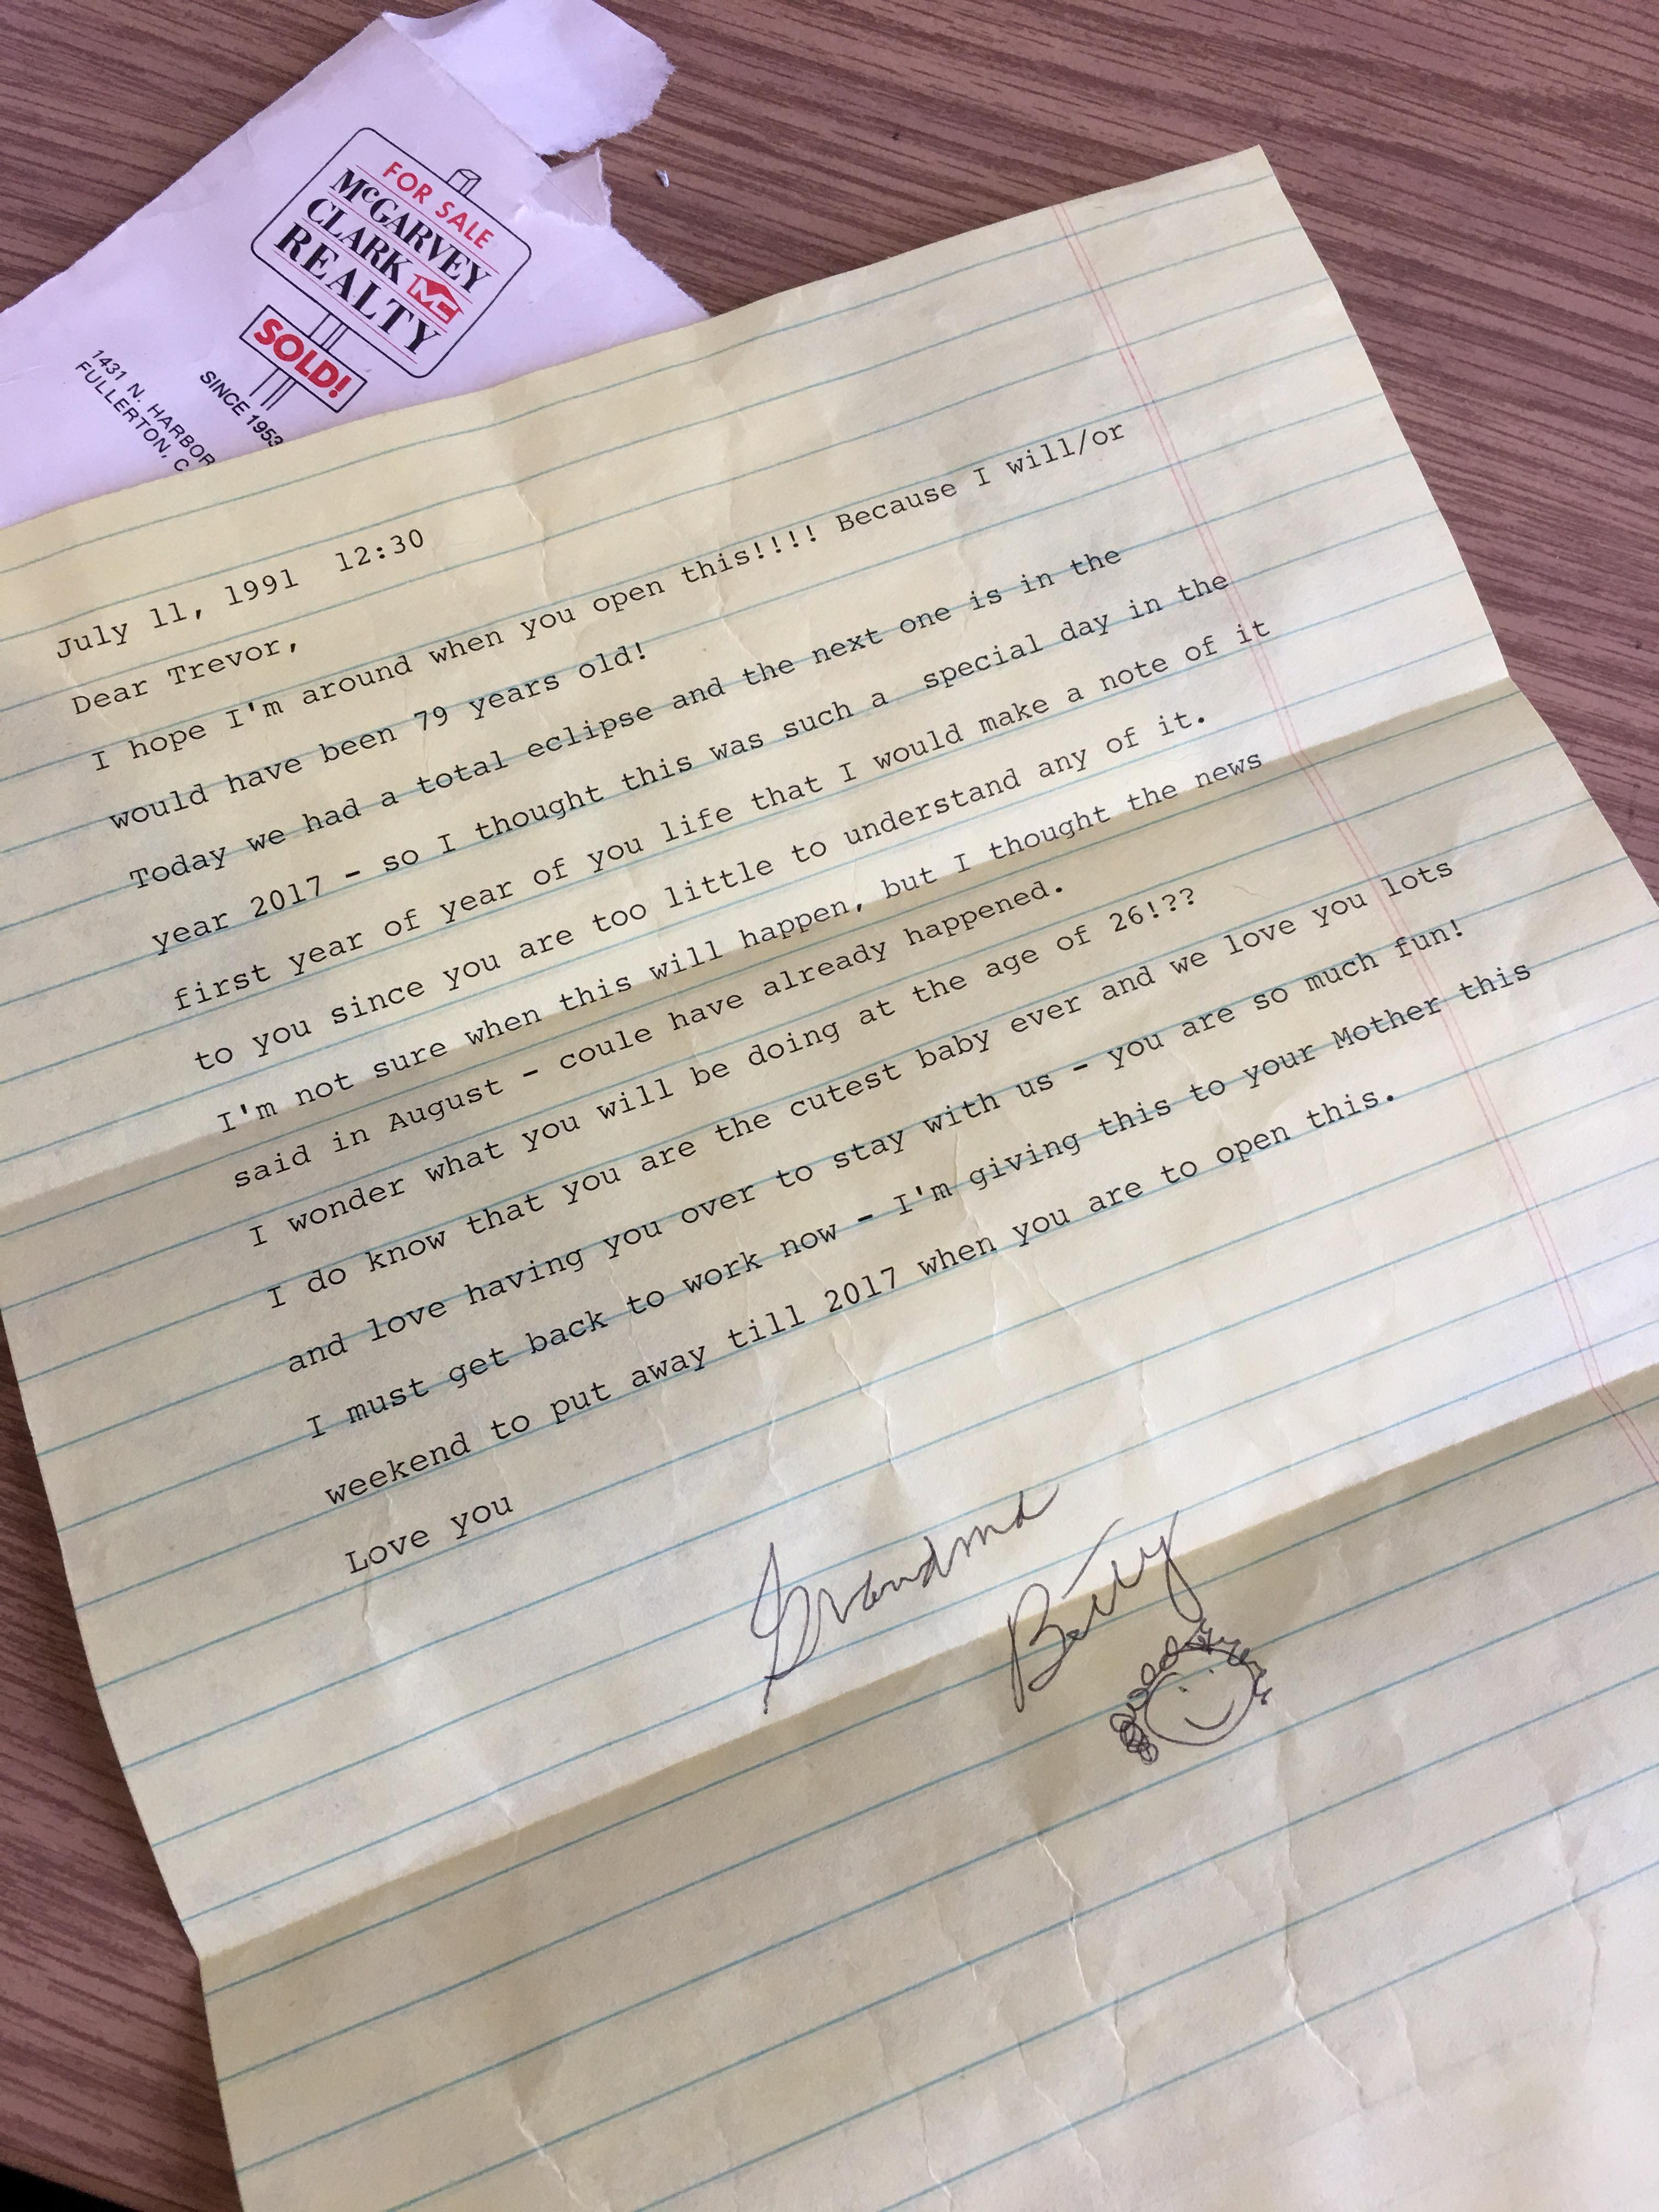 FOR SALE
McGARVEY
CLARK MC
REALTY
SOLD!
SINCE 1953
1431 N. HARBOR
FULLERTON, C
July 11, 1991  12:30
Dear Trevor,
I hope I'm around when you open this!!!! Because I will/or
would have been 79 years old!
Today we had a total eclipse and the next one is in the
year 2017 - so I thought this was such a  special day in the
first year of year of you life that I would make a note of it
to you since you are too little to understand any of it.
I'm not sure when this will happen, but I thought the news
said in August - coule have already happened.
I wonder what you will be doing at the age of 26!??
I do know that you are the cutest baby ever and we love you lots
and love having you over to stay with us - you are so much fun!
I must get back to work now - I'm giving this to your Mother this
weekend to put away till 2017 when you are to open this.
Love you
Grandma